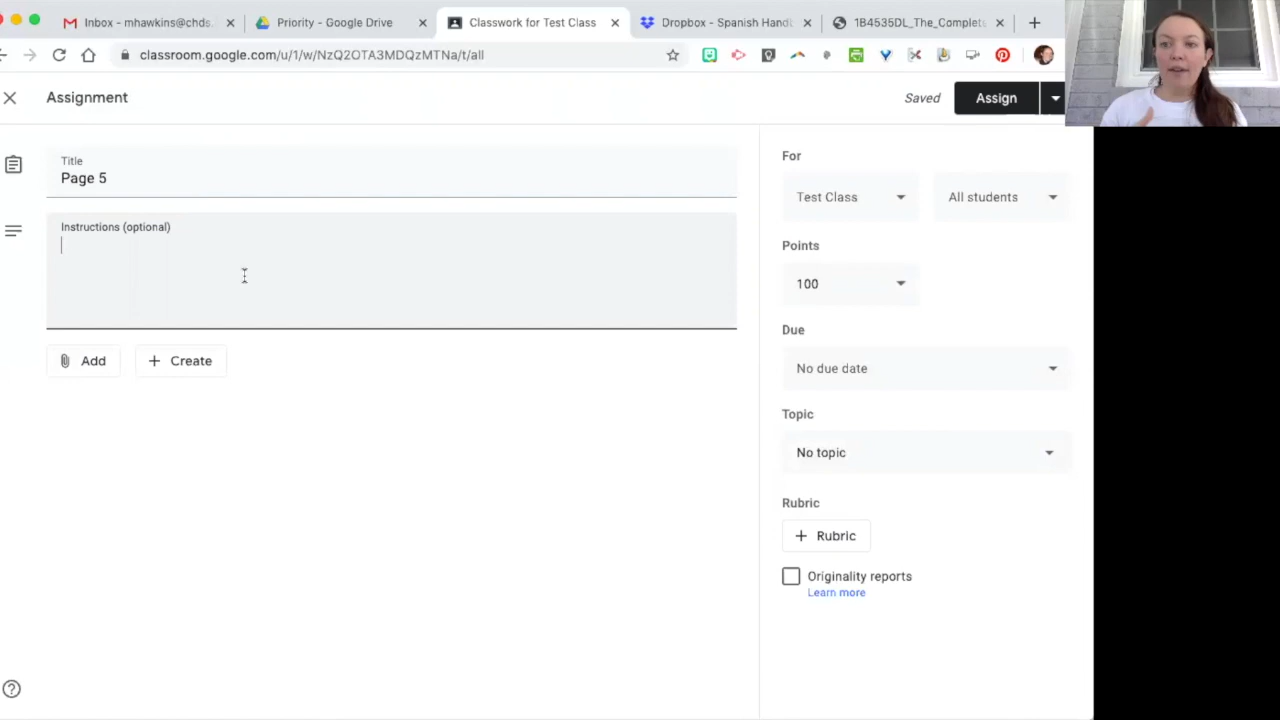 Inbox - mhawkins@chds.
Priority - Google Drive
Classwork for Test Class
Dropbox - Spanish Handb
1B4535DL_The_Complete
classroom.google.com/u/1/w/NzQ2OTA3MDQzMTNa/t/all
Assignment
Saved
Assign
Title
Page 5
Instructions (optional)
Add
Create
For
Test Class
All students
Points
100
Due
No due date
Topic
No topic
Rubric
Rubric
Originality reports
Learn more